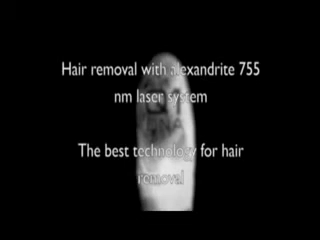 Hair removal with alexandrite 755
nm laser system
The best technology for hair
removal